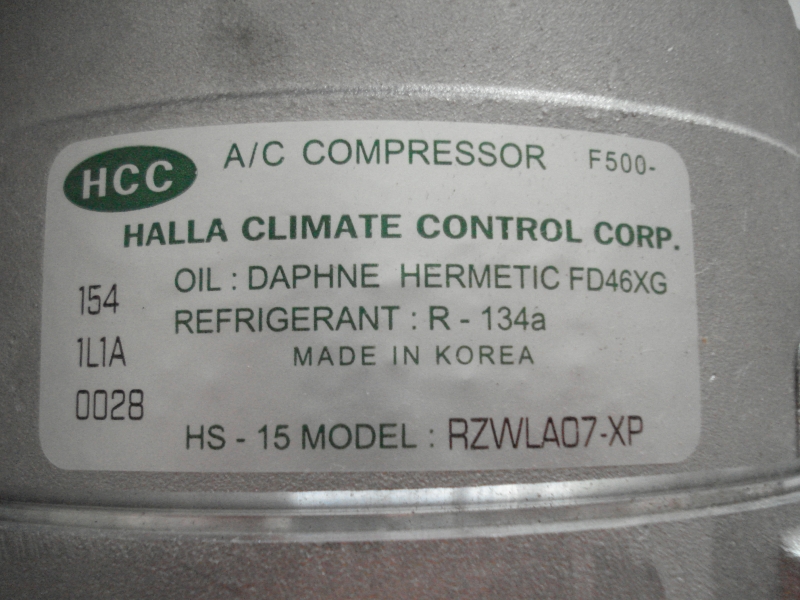 HCC A/C COMPRESSOR F500-
HALLA CLIMATE CONTROL CORP.
OIL : DAPHNE HERMETIC FD46XG
154
REFRIGERANT : R - 134a
1L1A
MADE IN KOREA
0028
HS - 15 MODEL : RZWLA07-XP